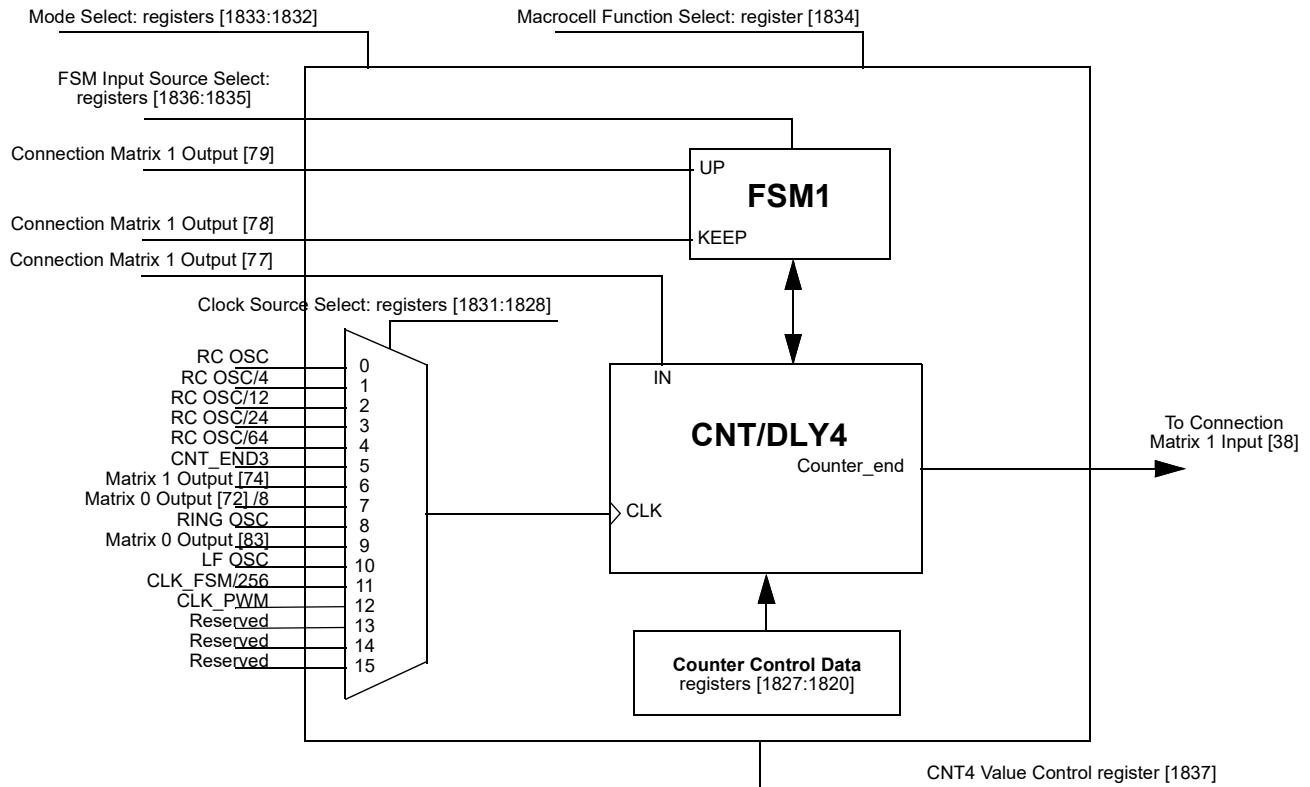 Mode Select: registers [1833:1832]
Macrocell Function Select: register [1834]
FSM Input Source Select:
registers [1836:1835]
Connection Matrix 1 Output [79]
UP
FSM1
Connection Matrix 1 Output [78]
KEEP
Connection Matrix 1 Output [77]
Clock Source Select: registers [1831:1828]
RC OSC 0
RC OSC/4 1
RC OSC/12 2
RC OSC/24 3
RC OSC/64 4
CNT_END3 5
Matrix 1 Output [74] 6
Matrix 0 Output [72] /8 7
RING OSC 8
Matrix 0 Output [83] 9
LF OSC 10
CLK_FSM/256 11
CLK_PWM 12
Reserved 13
Reserved 14
Reserved 15
IN
CNT/DLY4
Counter_end
CLK
To Connection
Matrix 1 Input [38]
Counter Control Data
registers [1827:1820]
CNT4 Value Control register [1837]